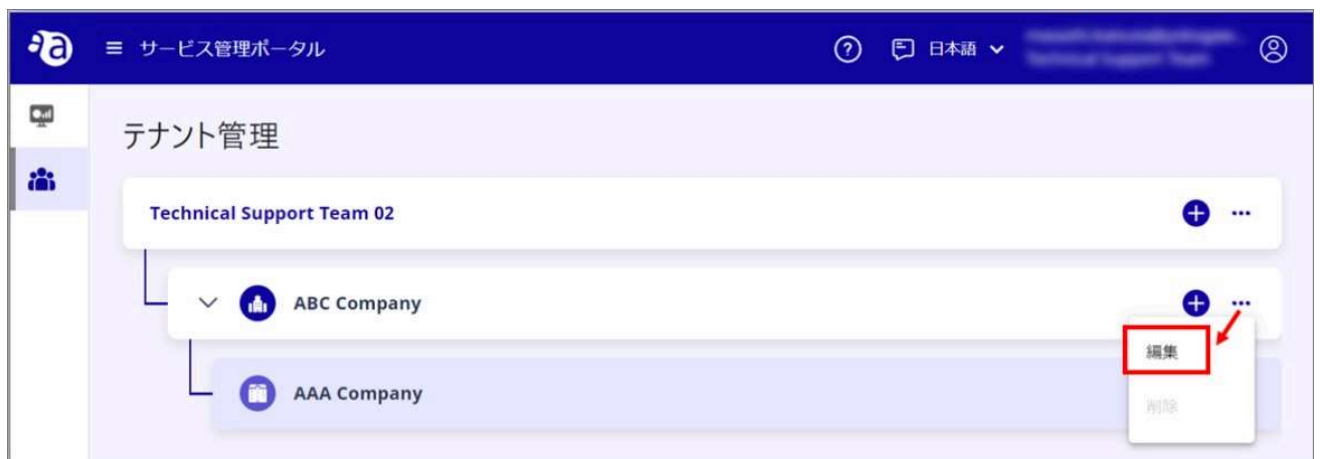 サービス管理ポータル
日本語
テナント管理
Technical Support Team 02
ABC Company
編集
AAA Company
削除